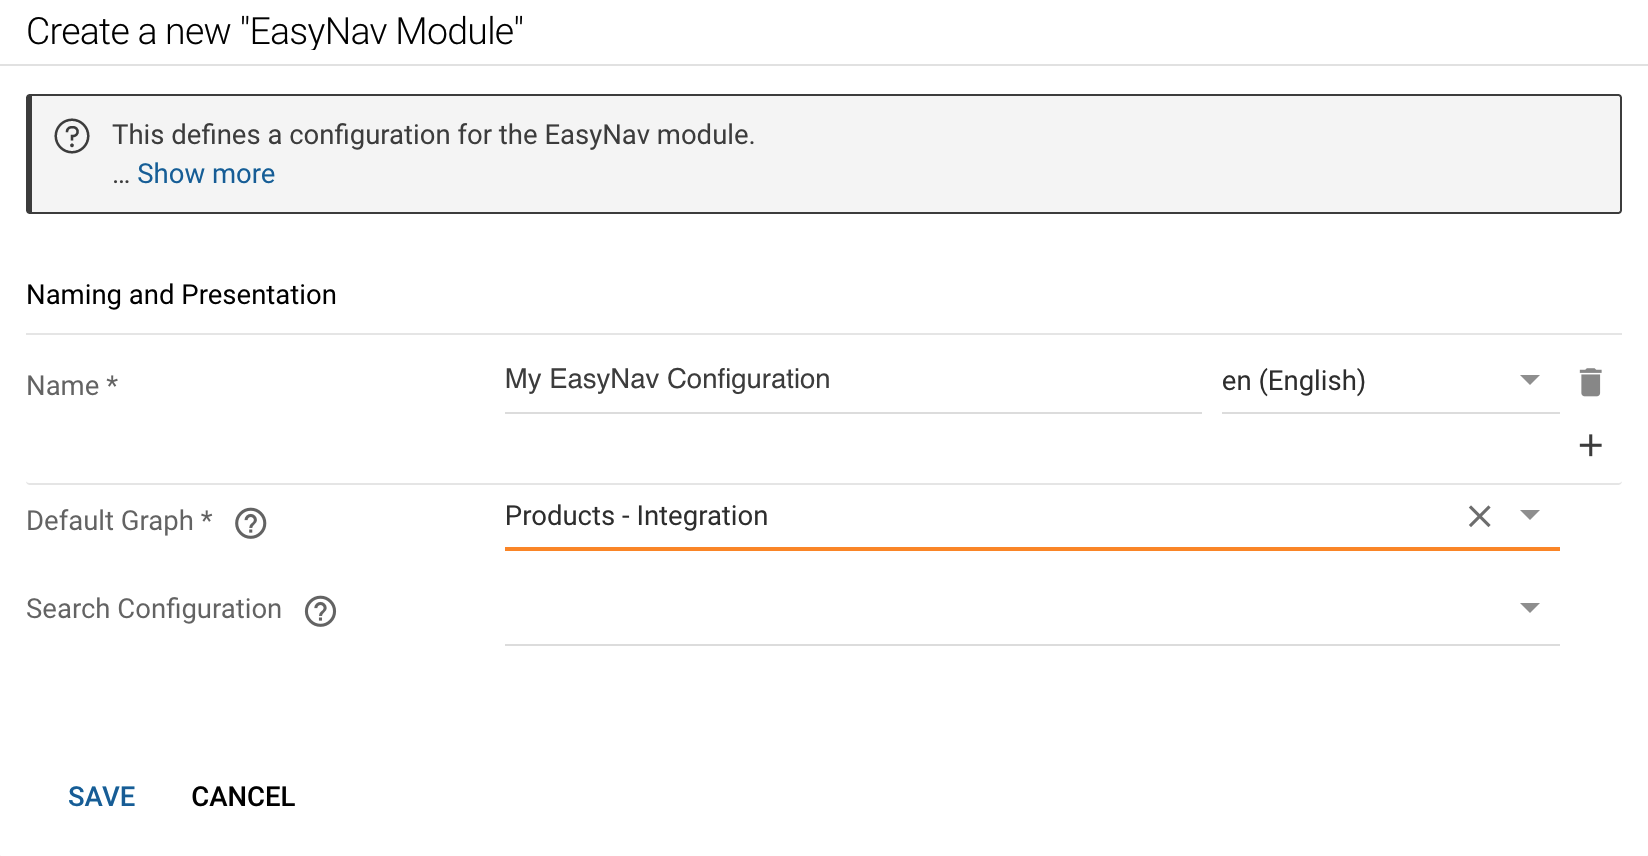 Create a new "EasyNav Module"
This defines a configuration for the EasyNav module.
... Show more
Naming and Presentation
Name * My EasyNav Configuration en (English)
Default Graph * Products - Integration
Search Configuration
SAVE CANCEL